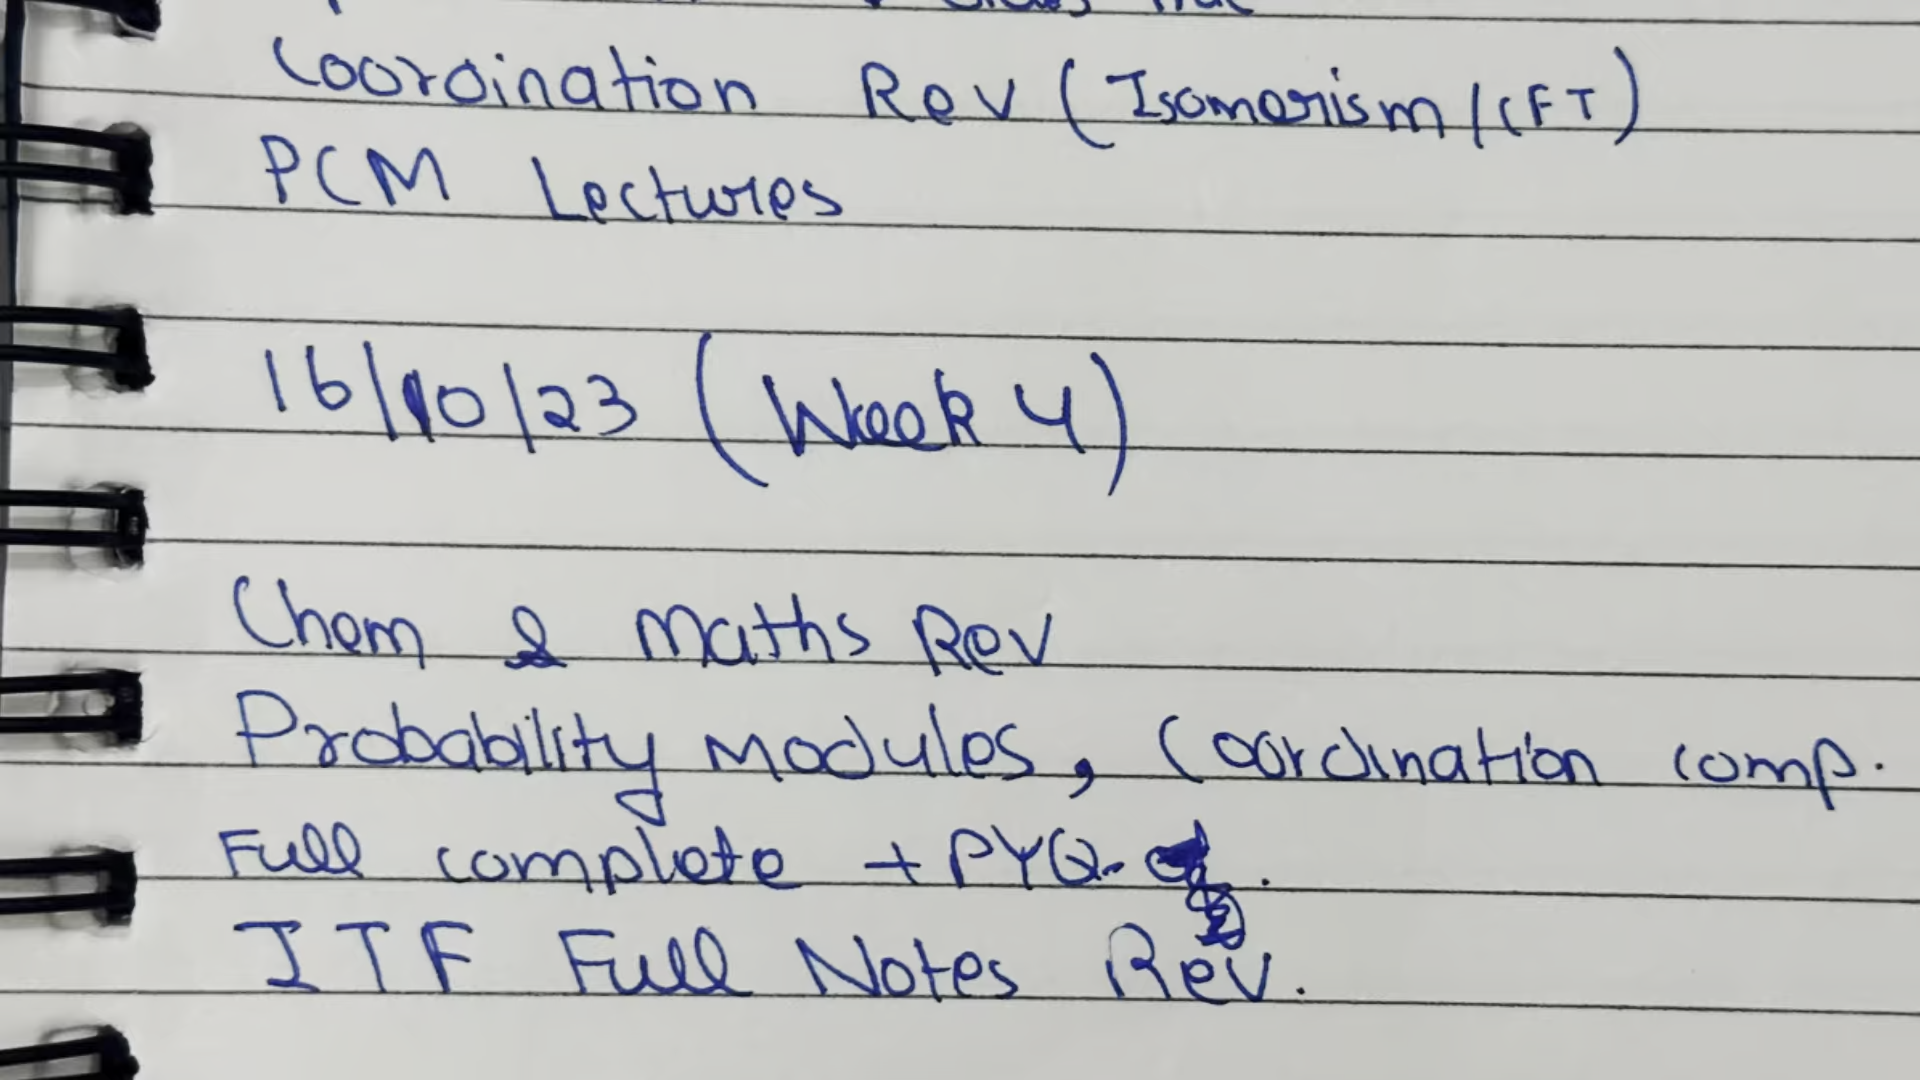 Coordination Rev (Isomerism/CFT)
PCM Lectures
16/10/23 (Week 4)
Chem & Maths Rev
Probability modules, Coordination comp.
Full complete + PYQ.
ITF Full Notes Rev.